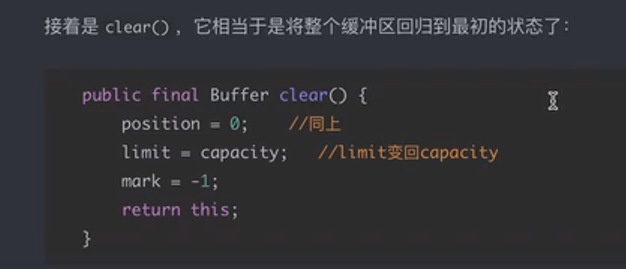 接着是 clear() ，它相当于是将整个缓冲区回归到最初的状态了：
public final Buffer clear() {
    position = 0;    //同上
    limit = capacity;   //limit变回capacity
    mark = -1;
    return this;
}